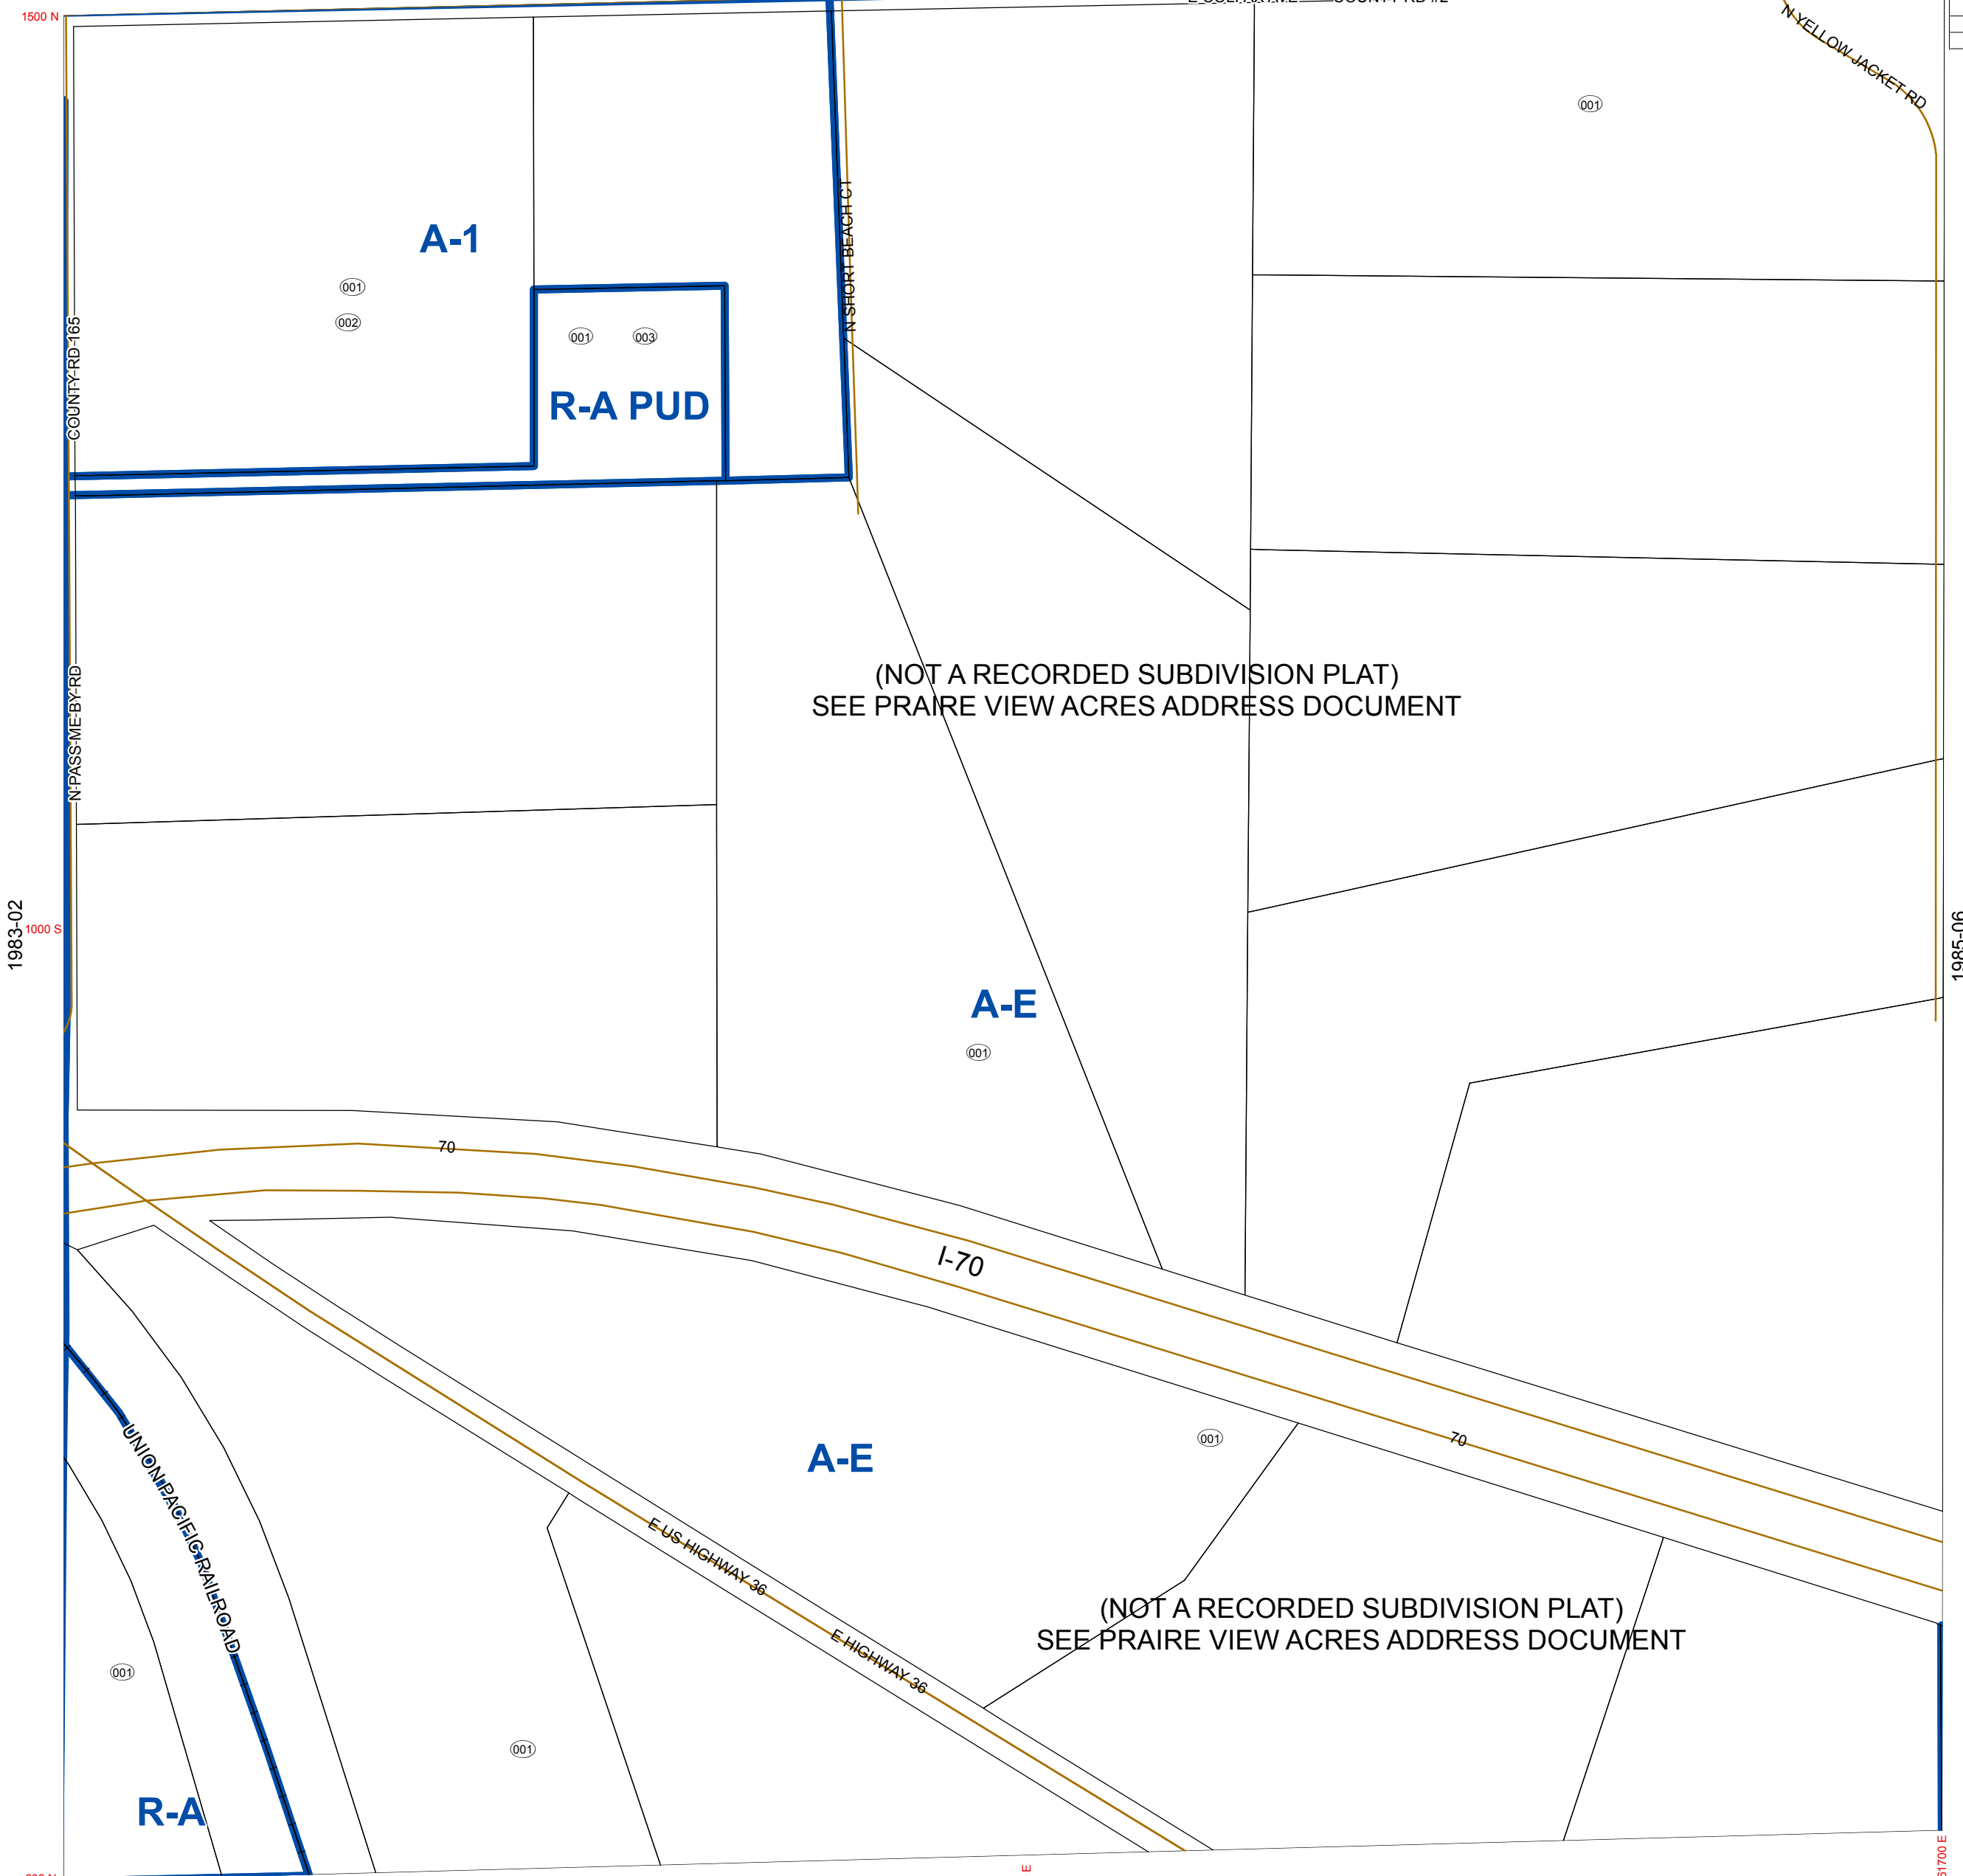 1500 N
N YELLOW JACKET RD
001
A-1
N SHORT BEACH CT
001
002
COUNTY RD 165
001
003
R-A PUD
N PASS-ME-BY RD
(NOT A RECORDED SUBDIVISION PLAT)
SEE PRAIRE VIEW ACRES ADDRESS DOCUMENT
1983-02
1000 S
1985-06
A-E
001
70
I-70
001
70
A-E
UNION PACIFIC RAILROAD
E US HIGHWAY 36
(NOT A RECORDED SUBDIVISION PLAT)
SEE PRAIRE VIEW ACRES ADDRESS DOCUMENT
E HIGHWAY 36
001
001
R-A
E
61700 E